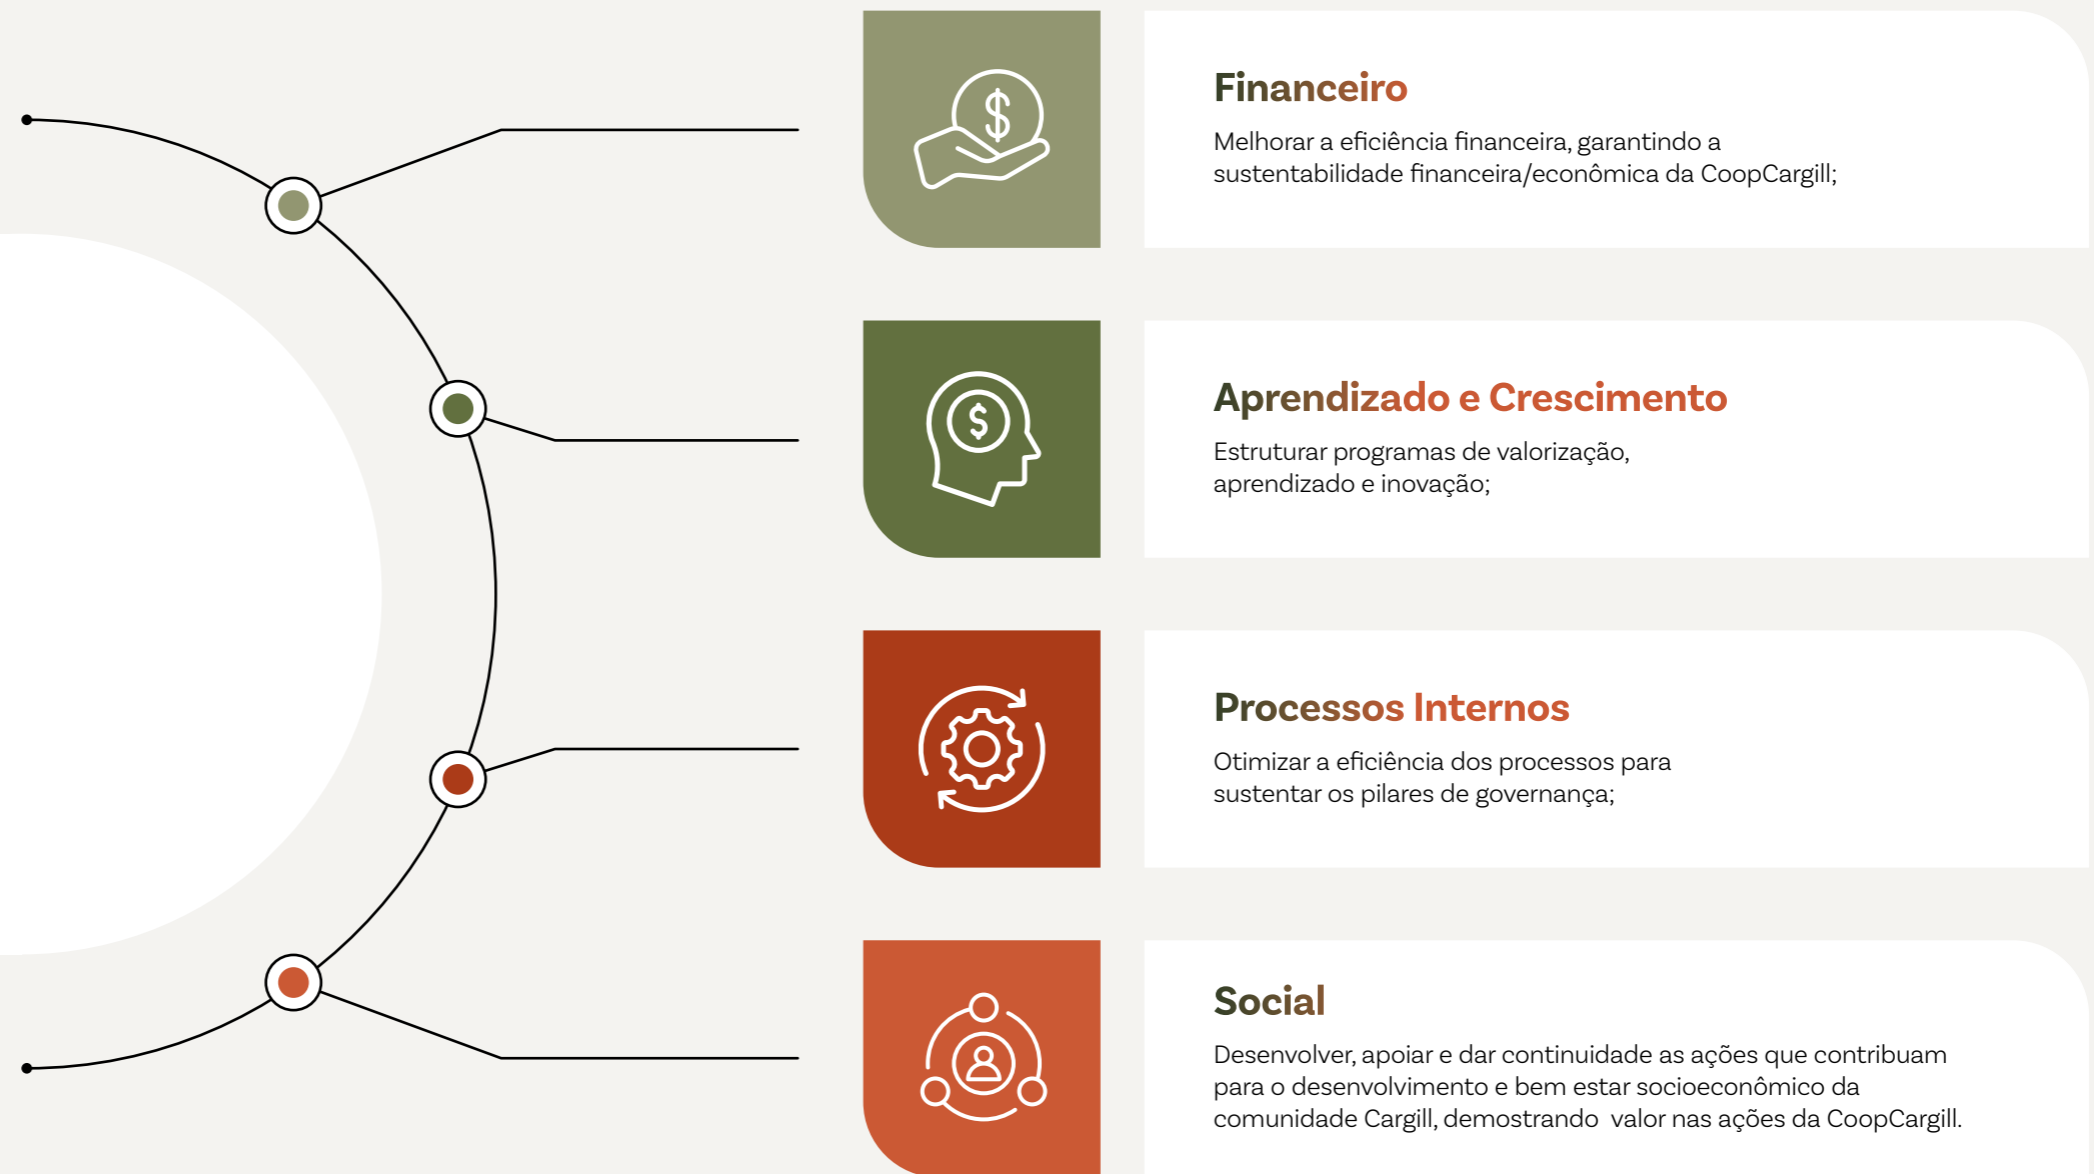 Financeiro
Melhorar a eficiência financeira, garantindo a
sustentabilidade financeira/econômica da CoopCargill;
Aprendizado e Crescimento
Estruturar programas de valorização,
aprendizado e inovação;
Processos Internos
Otimizar a eficiência dos processos para
sustentar os pilares de governança;
Social
Desenvolver, apoiar e dar continuidade as ações que contribuam
para o desenvolvimento e bem estar socioeconômico da
comunidade Cargill, demostrando  valor nas ações da CoopCargill.